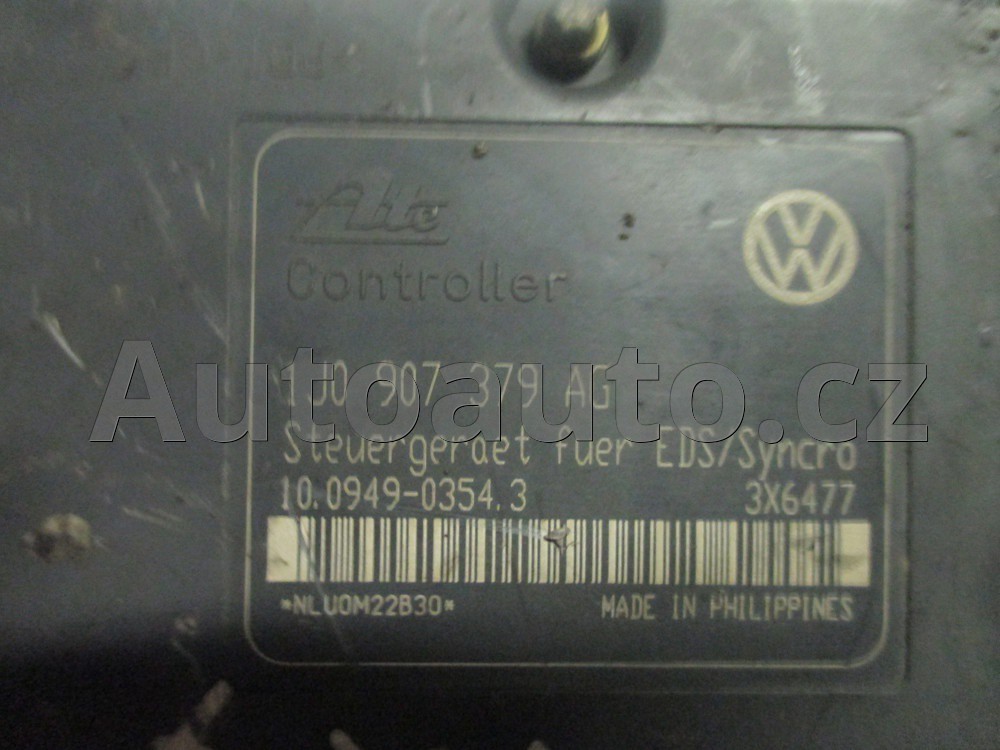 Ate
Controller
1J0 907 379 AG
Steuergeraet fuer EDS/Syncro
10.0949-0354.3 3X6477
*NLU0M22B30*
MADE IN PHILIPPINES
Autoauto.cz